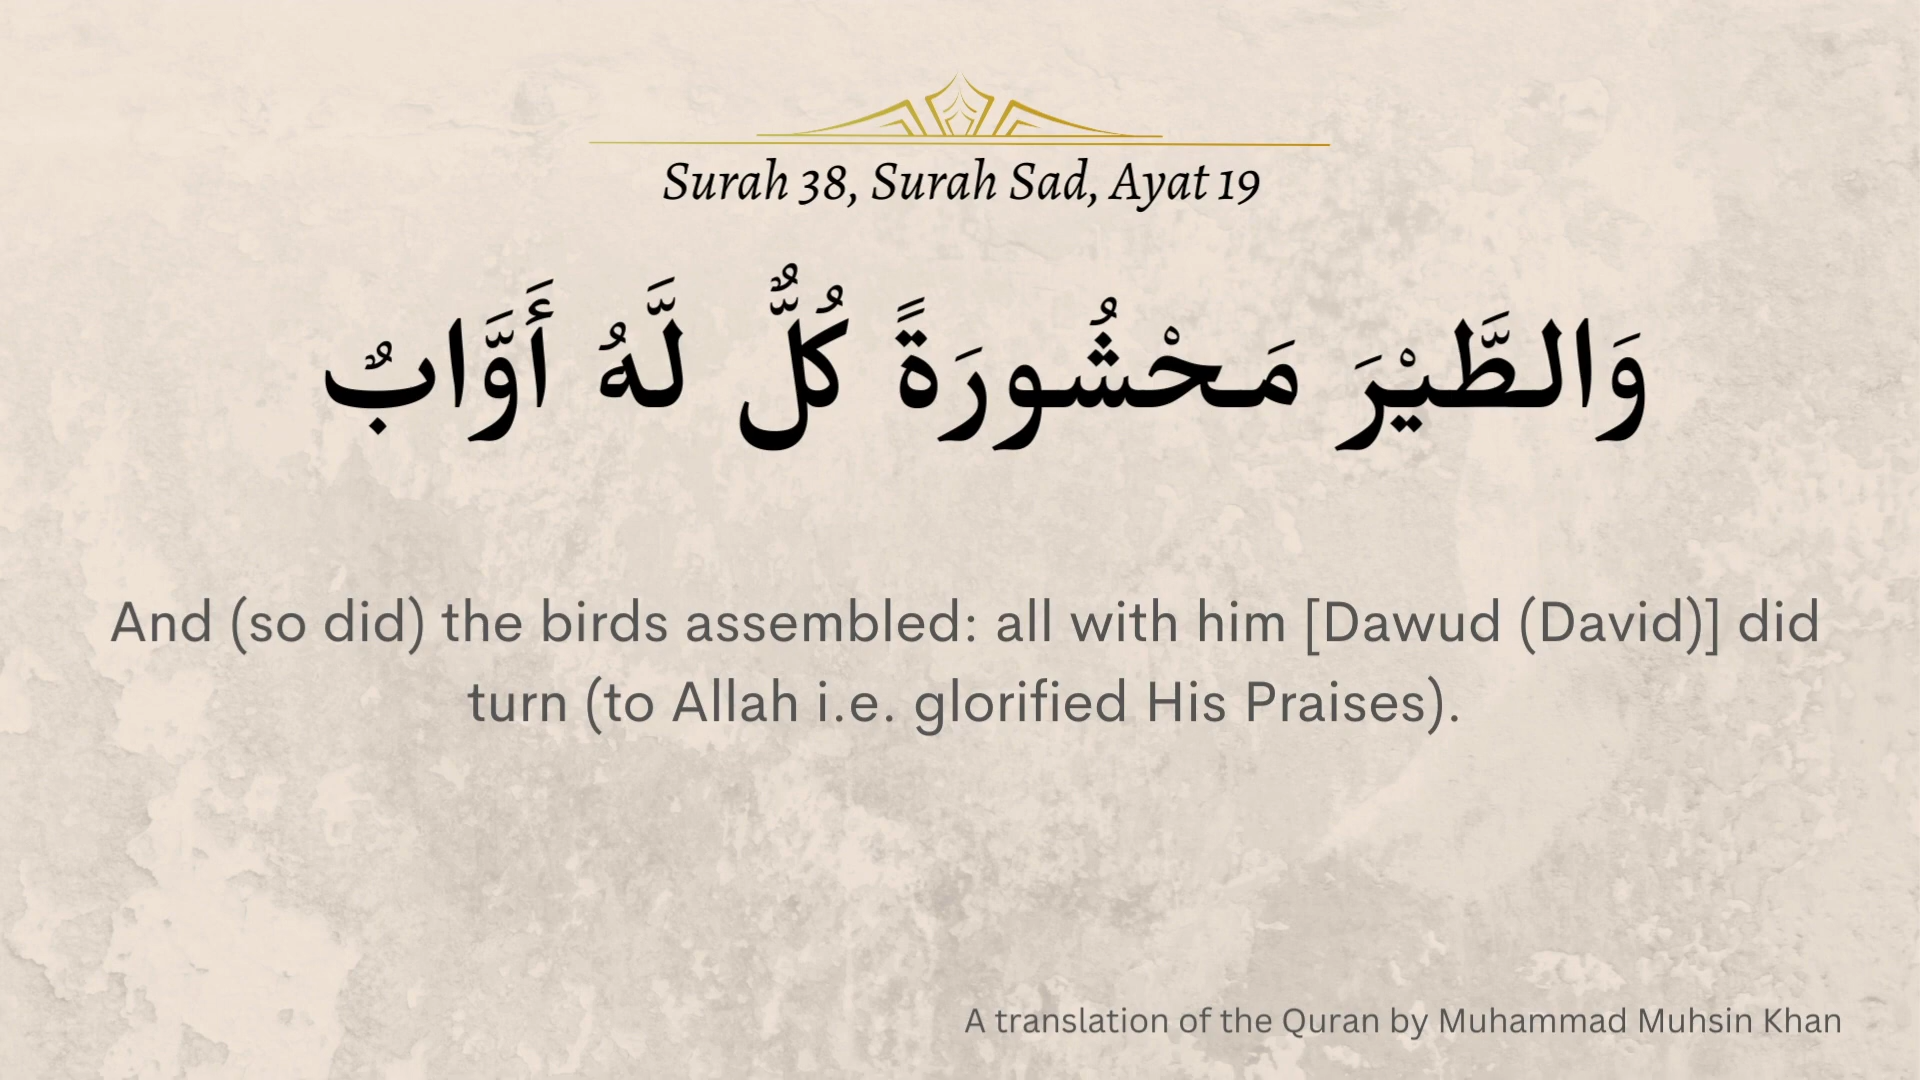 Surah 38, Surah Sad, Ayat 19
وَالطَّيْرَ مَحْشُورَةً كُلٌّ لَّهُ أَوَّابٌ
And (so did) the birds assembled: all with him [Dawud (David)] did
turn (to Allah i.e. glorified His Praises).
A translation of the Quran by Muhammad Muhsin Khan